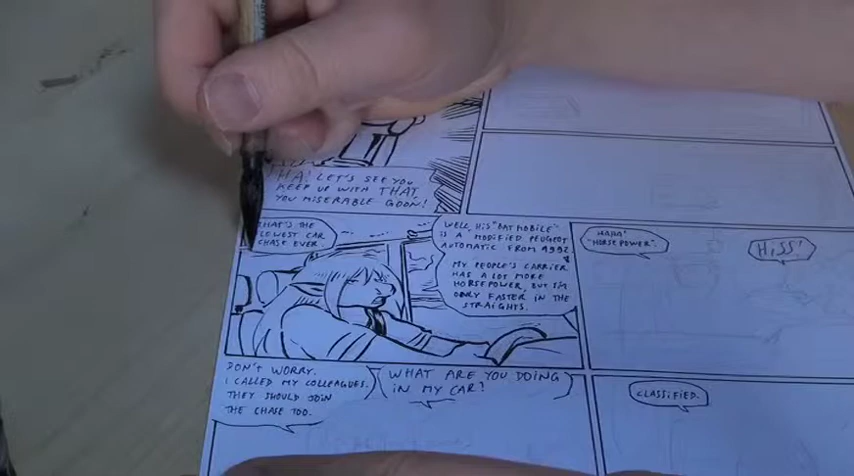 HA! LET'S SEE YOU
KEEP UP WITH THAT,
YOU MISERABLE GOON!
THAT'S THE
CAR
CHASE EVER
WELL, HIS "BATMOBILE"
IS A MODIFIED PEUGEOT
AUTOMATIC FROM 1992
MY PEOPLE'S CARRIER
HAS A LOT MORE
HORSEPOWER, BUT I'M
ONLY FASTER IN THE
STRAIGHTS.
HAHA!
"HORSE POWER"
HISS!
DON'T WORRY.
I CALLED MY COLLEAGUES.
THEY SHOULD JOIN
THE CHASE TOO.
WHAT ARE YOU DOING
IN MY CAR?
CLASSIFIED.